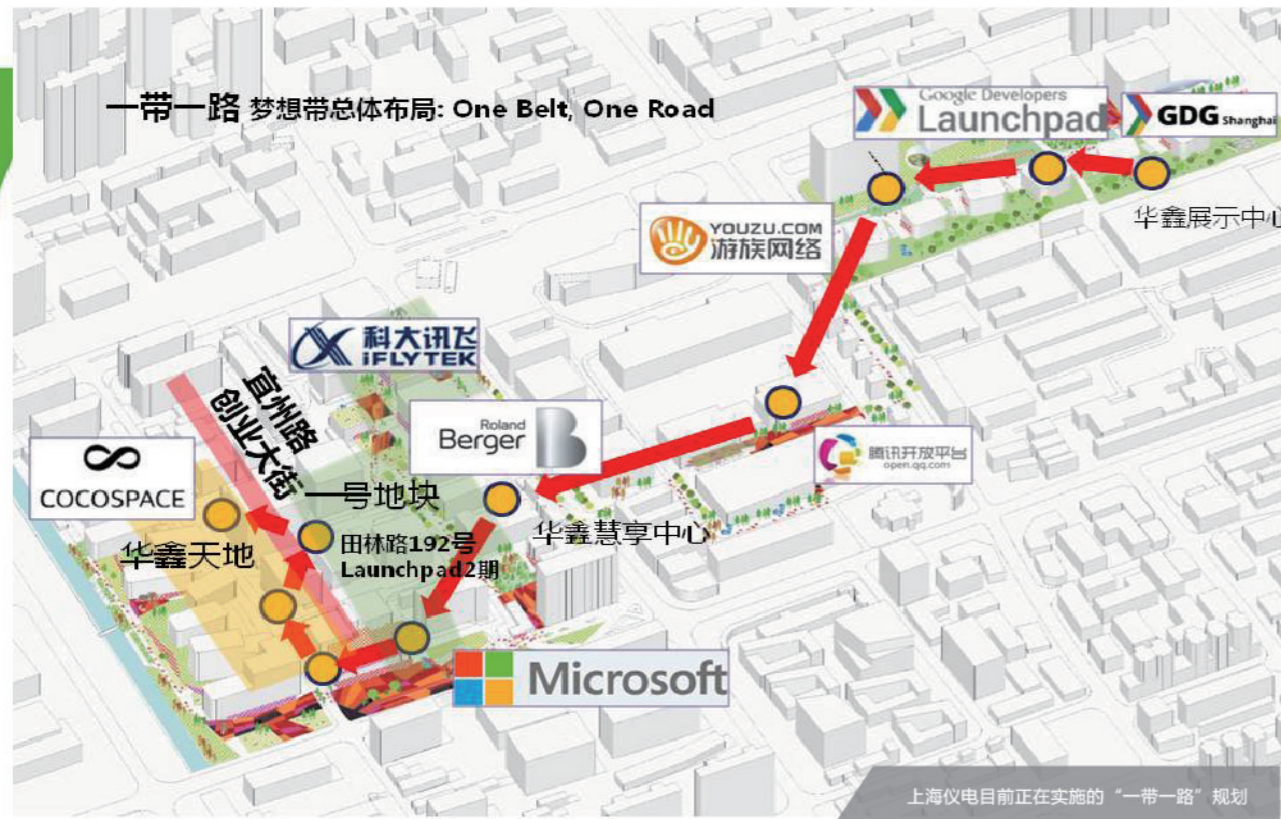 一带一路 梦想带总体布局: One Belt, One Road
Google Developers
Launchpad
GDG Shanghai
华鑫展示中心
YOUZU.COM
游族网络
科大讯飞
iFLYTEK
宜州路
创业大街
Roland
Berger
B
腾讯开放平台
open.qq.com
COCOSPACE
一号地块
华鑫慧享中心
华鑫天地
田林路192号
Launchpad2期
Microsoft
上海仪电目前正在实施的“一带一路”规划